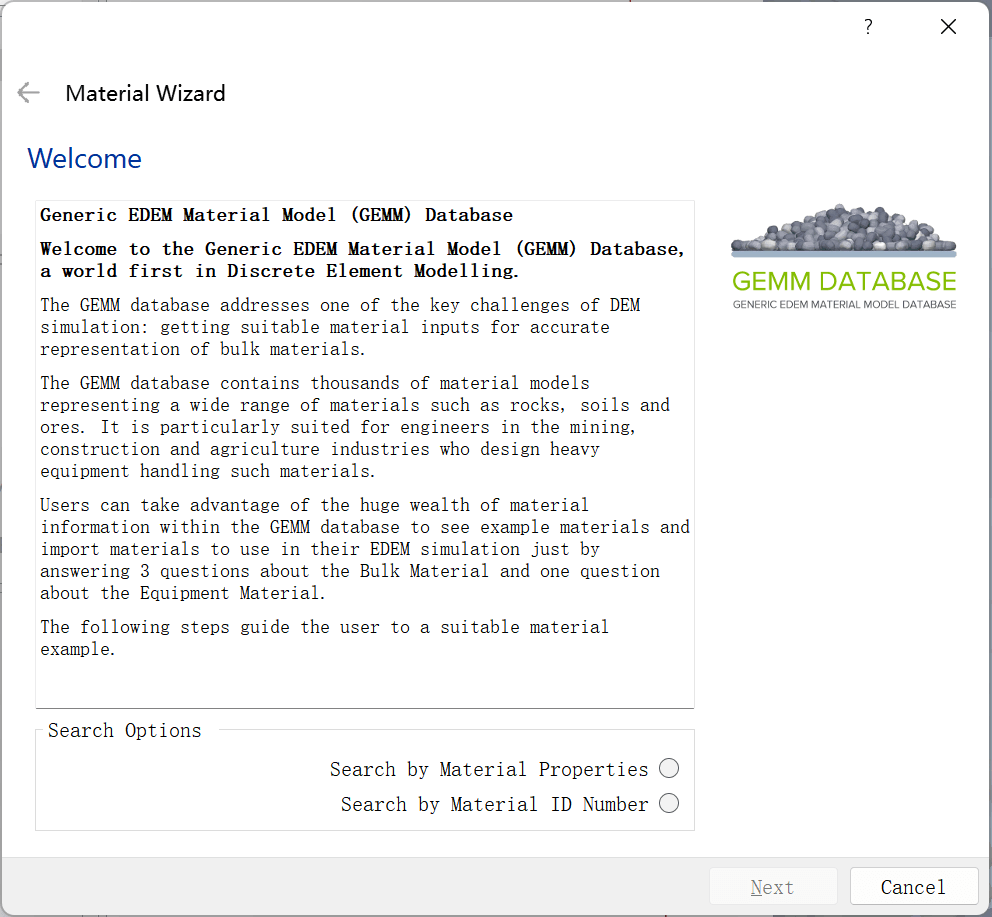 ?
Material Wizard
Welcome
Generic EDEM Material Model (GEMM) Database
Welcome to the Generic EDEM Material Model (GEMM) Database,
a world first in Discrete Element Modelling.
The GEMM database addresses one of the key challenges of DEM
simulation: getting suitable material inputs for accurate
representation of bulk materials.
The GEMM database contains thousands of material models
representing a wide range of materials such as rocks, soils and
ores. It is particularly suited for engineers in the mining,
construction and agriculture industries who design heavy
equipment handling such materials.
Users can take advantage of the huge wealth of material
information within the GEMM database to see example materials and
import materials to use in their EDEM simulation just by
answering 3 questions about the Bulk Material and one question
about the Equipment Material.
The following steps guide the user to a suitable material
example.
GEMM DATABASE
GENERIC EDEM MATERIAL MODEL DATABASE
Search Options
Search by Material Properties
Search by Material ID Number
Next
Cancel